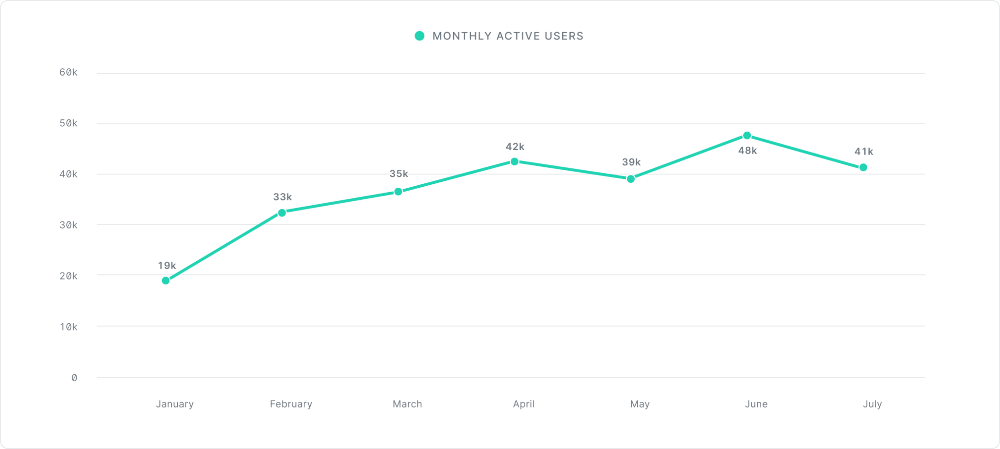 MONTHLY ACTIVE USERS
60k
50k
40k
30k
20k
10k
0
19k
33k
35k
42k
39k
48k
41k
January
February
March
April
May
June
July